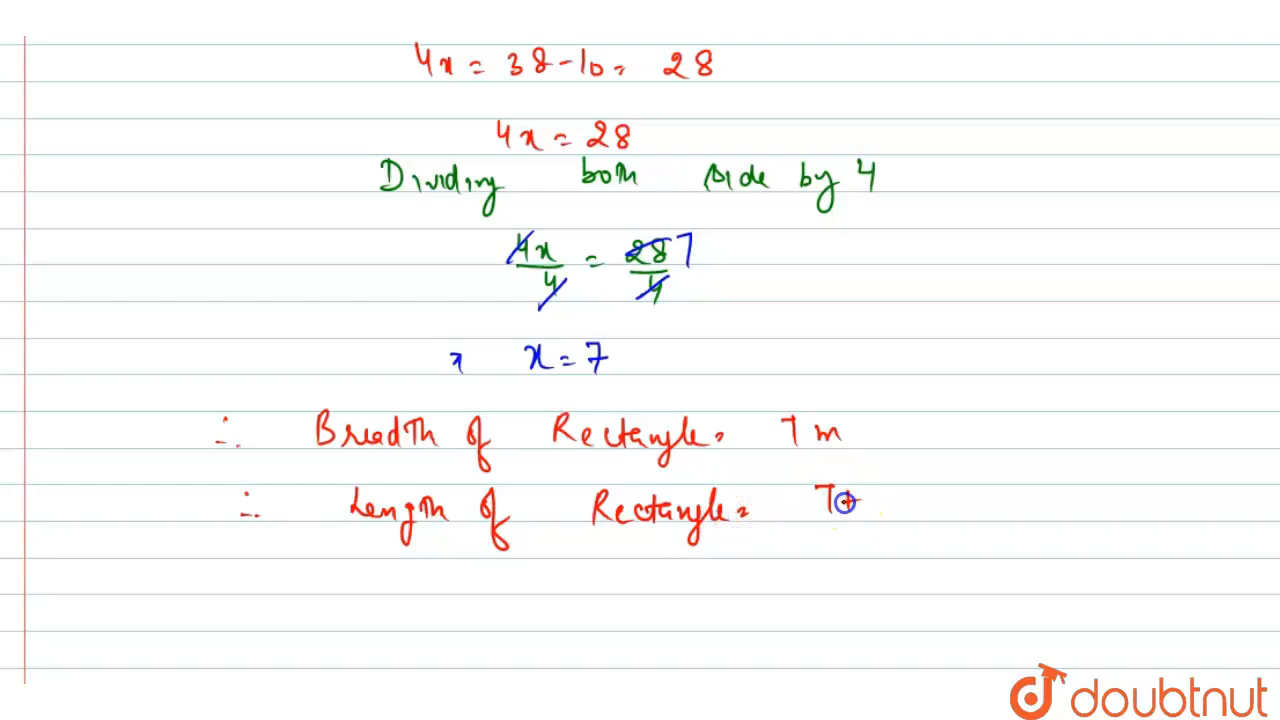 4x = 38 - 10 = 28
4x = 28
Dividing both side by 4
4x/4 = 28/4 7
x x = 7
∴ Breadth of Rectangle = 7 m
∴ Length of Rectangle = 7+
doubtnut